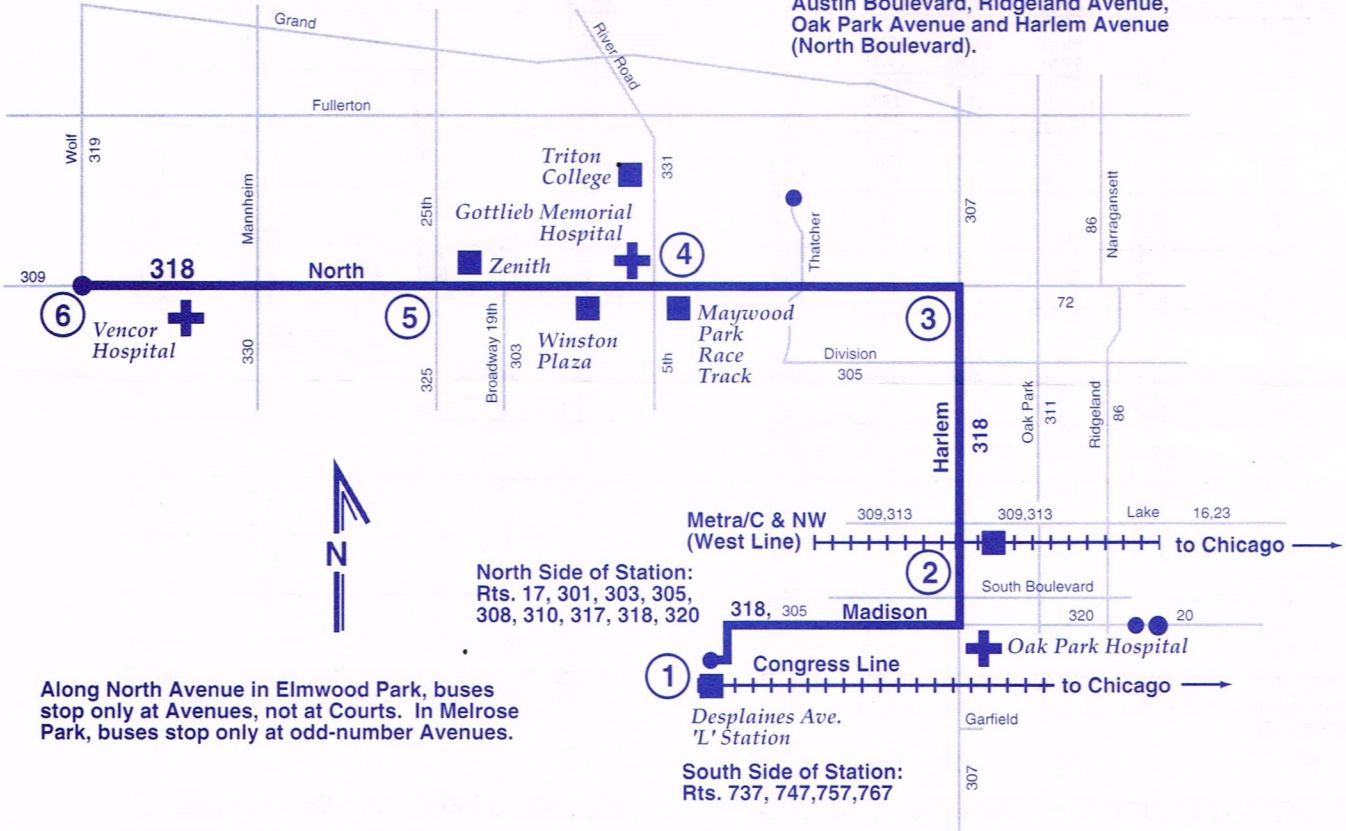 Austin Boulevard, Ridgeland Avenue,
Oak Park Avenue and Harlem Avenue
(North Boulevard).
Grand
River Road
Fullerton
Wolf
319
Mannheim
25th
Triton
College
331
Gottlieb Memorial
Hospital
Thatcher
307
86
Narragansett
309
318
North
Zenith
4
6
Vencor
Hospital
5
3
72
330
325
Broadway 19th
303
Winston
Plaza
5th
Maywood
Park
Race
Track
Division
305
Harlem
318
Oak Park
311
Ridgeland
86
N
Metra/C & NW
(West Line)
309,313
309,313
Lake
16,23
to Chicago
2
North Side of Station:
Rts. 17, 301, 303, 305,
308, 310, 317, 318, 320
South Boulevard
318, 305
Madison
320
20
Oak Park Hospital
1
Congress Line
to Chicago
Desplaines Ave.
'L' Station
Garfield
307
Along North Avenue in Elmwood Park, buses
stop only at Avenues, not at Courts. In Melrose
Park, buses stop only at odd-number Avenues.
South Side of Station:
Rts. 737, 747,757,767